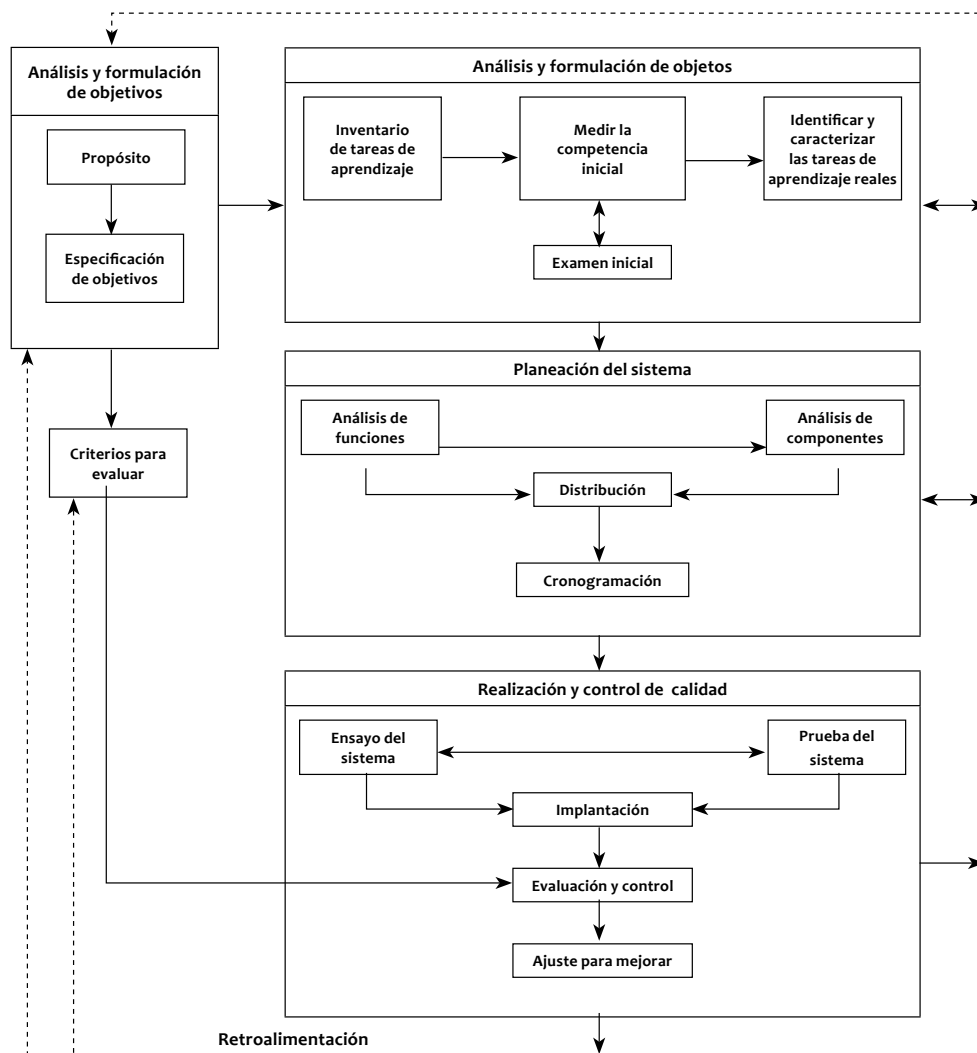 Análisis y formulación
de objetivos
Propósito
Especificación
de objetivos
Criterios para
evaluar
Análisis y formulación de objetos
Inventario
de tareas de
aprendizaje
Medir la
competencia
inicial
Identificar y
caracterizar
las tareas de
aprendizaje reales
Examen inicial
Planeación del sistema
Análisis de
funciones
Análisis de
componentes
Distribución
Cronogramación
Realización y control de calidad
Ensayo del
sistema
Prueba del
sistema
Implantación
Evaluación y control
Ajuste para mejorar
Retroalimentación